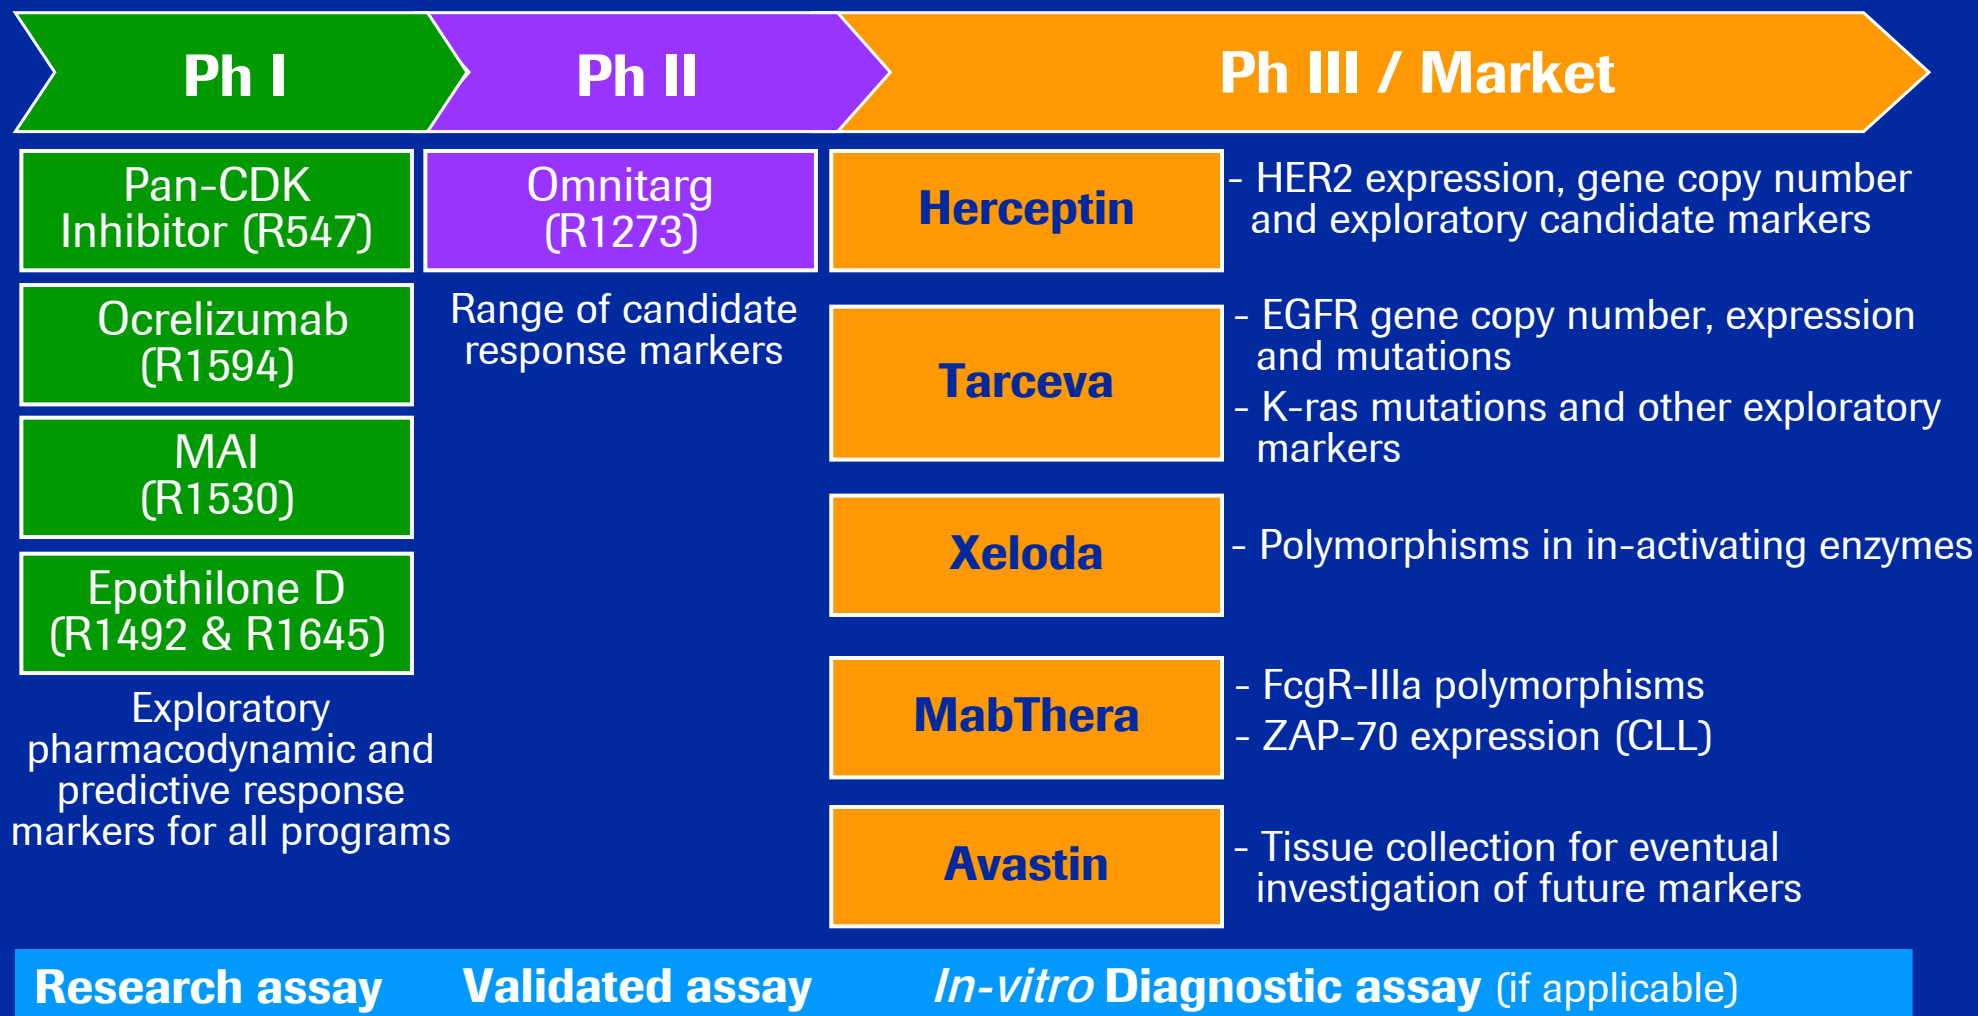 Ph I
Ph II
Ph III / Market
Pan-CDK
Inhibitor (R547)
Ocrelizumab
(R1594)
MAI
(R1530)
Epothilone D
(R1492 & R1645)
Exploratory
pharmacodynamic and
predictive response
markers for all programs
Omnitarg
(R1273)
Range of candidate
response markers
Herceptin
- HER2 expression, gene copy number
and exploratory candidate markers
Tarceva
- EGFR gene copy number, expression
and mutations
- K-ras mutations and other exploratory
markers
Xeloda
- Polymorphisms in in-activating enzymes
MabThera
- FcgR-IIIa polymorphisms
- ZAP-70 expression (CLL)
Avastin
- Tissue collection for eventual
investigation of future markers
Research assay
Validated assay
In-vitro Diagnostic assay (if applicable)